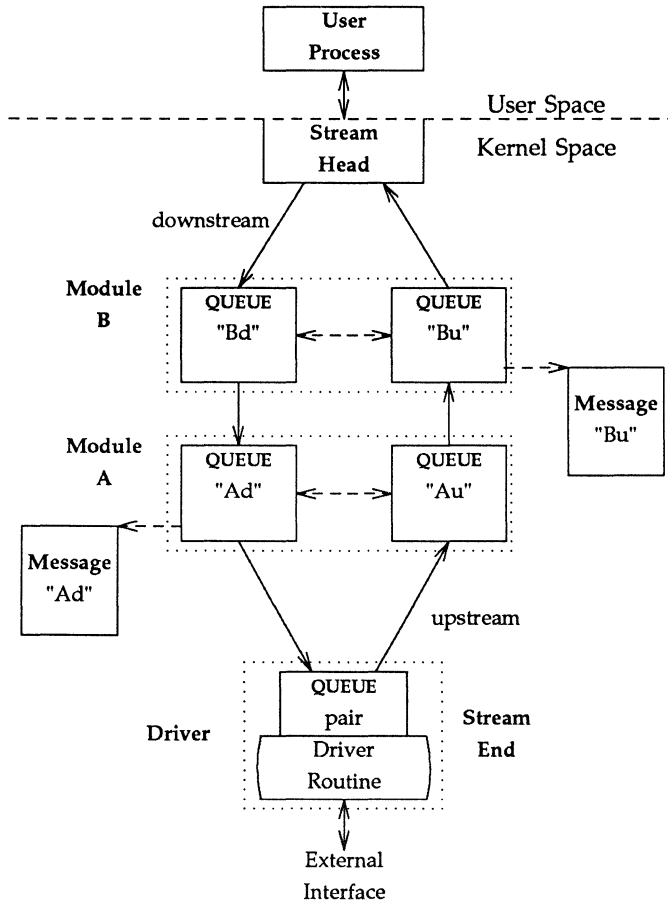 User
Process
User Space
Stream
Head
Kernel Space
downstream
Module
B
QUEUE
"Bd"
QUEUE
"Bu"
Message
"Bu"
Module
A
QUEUE
"Ad"
QUEUE
"Au"
Message
"Ad"
upstream
QUEUE
pair
Driver
Stream
End
Driver
Routine
External
Interface